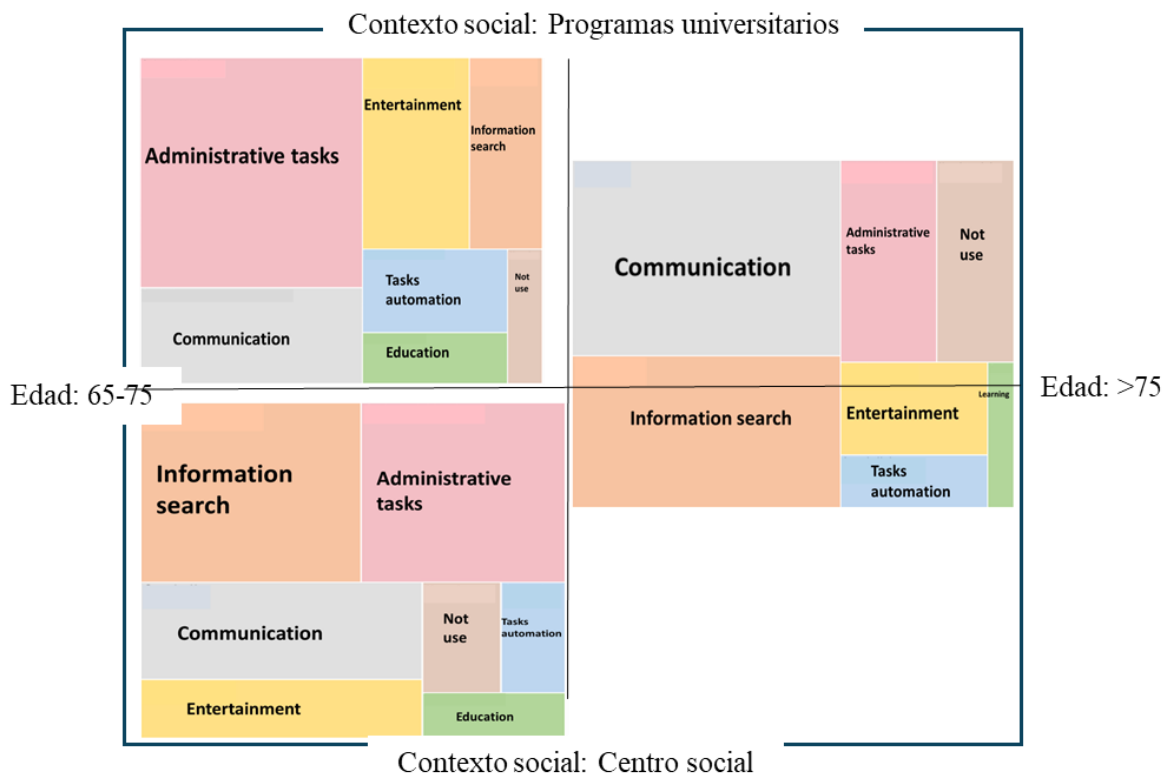 Contexto social: Programas universitarios
Administrative tasks
Entertainment
Information
search
Tasks
automation
Not
use
Education
Communication
Communication
Administrative
tasks
Not
use
Information search
Entertainment
Learning
Tasks
automation
Edad: 65-75
Edad: >75
Information
search
Administrative
tasks
Communication
Not
use
Tasks
automation
Entertainment
Education
Contexto social: Centro social